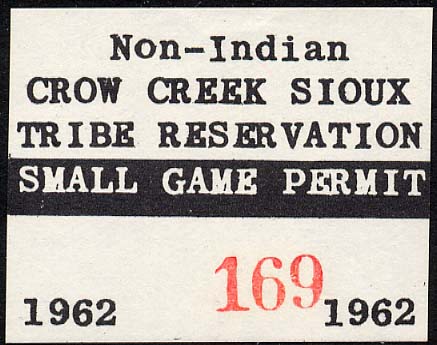 Non-Indian
CROW CREEK SIOUX
TRIBE RESERVATION
SMALL GAME PERMIT
169
1962 1962